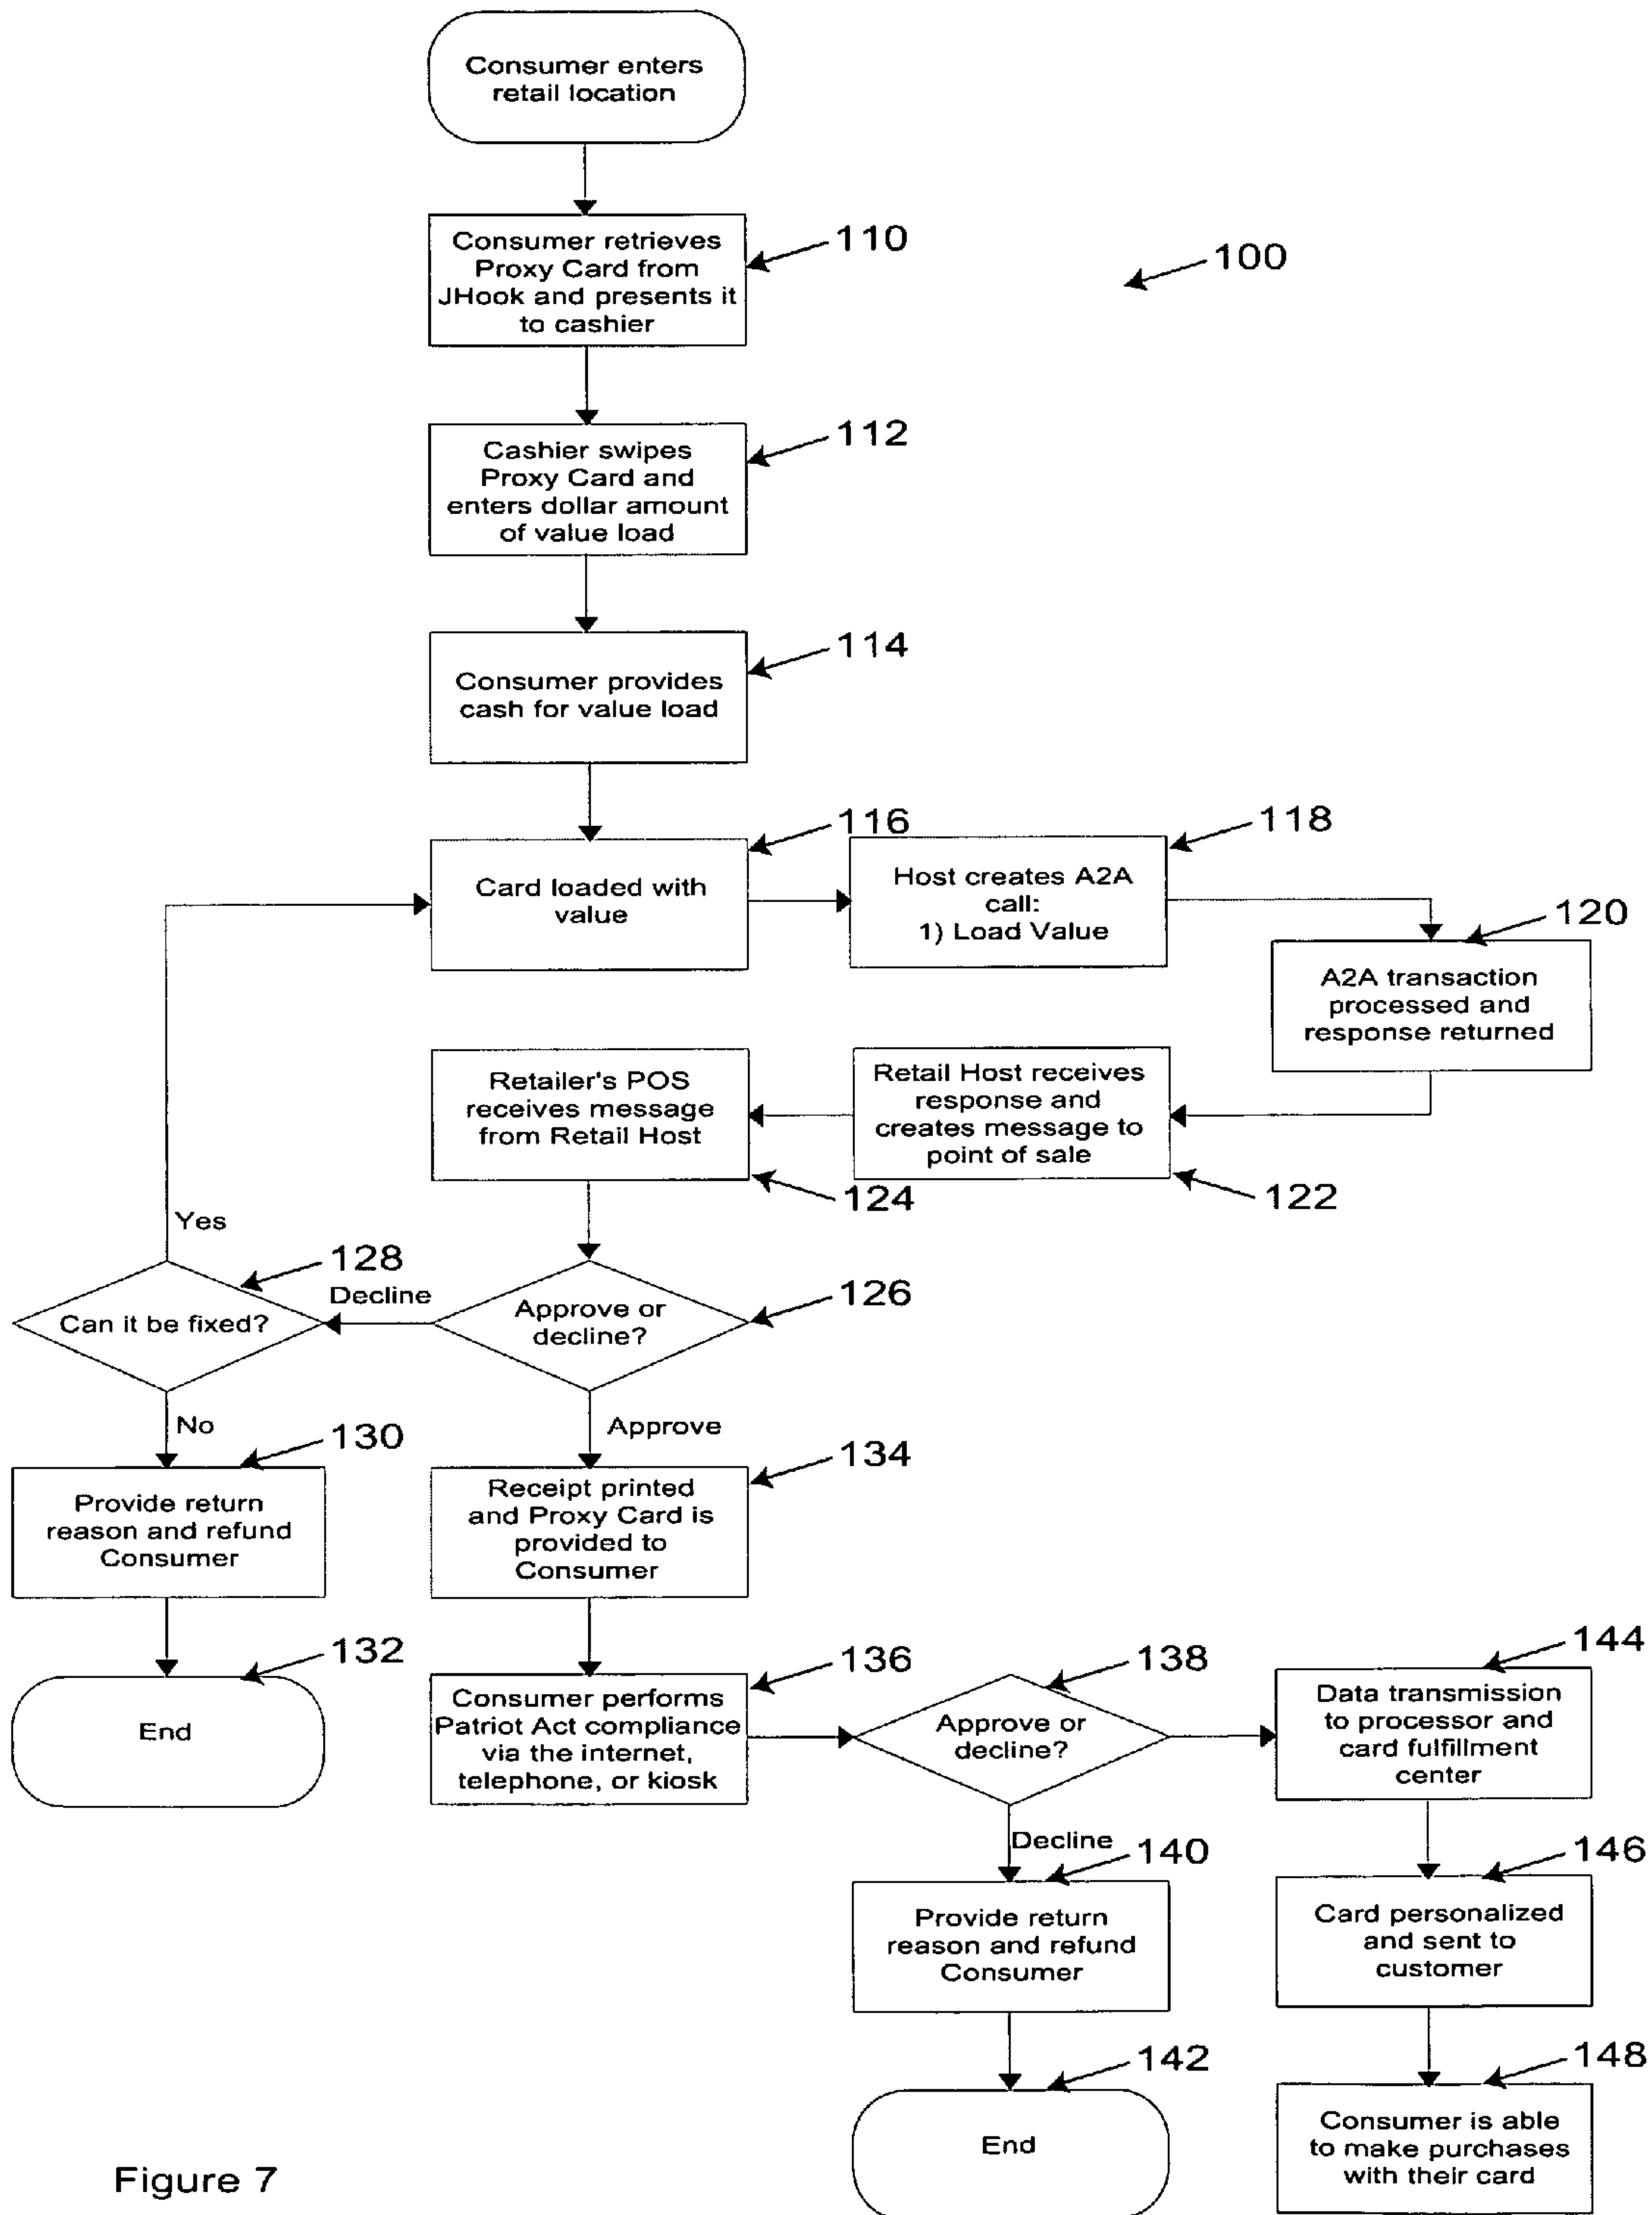 Consumer enters
retail location
Consumer retrieves
Proxy Card from
JHook and presents it
to cashier
110
100
Cashier swipes
Proxy Card and
enters dollar amount
of value load
112
Consumer provides
cash for value load
114
Card loaded with
value
116
Host creates A2A
call:
1) Load Value
118
A2A transaction
processed and
response returned
120
Retail Host receives
response and
creates message to
point of sale
122
Retailer's POS
receives message
from Retail Host
124
Approve or
decline?
126
Decline
Can it be fixed?
128
Yes
No
Provide return
reason and refund
Consumer
130
End
132
Approve
Receipt printed
and Proxy Card is
provided to
Consumer
134
Consumer performs
Patriot Act compliance
via the internet,
telephone, or kiosk
136
Approve or
decline?
138
Decline
Provide return
reason and refund
Consumer
140
End
142
Data transmission
to processor and
card fulfillment
center
144
Card personalized
and sent to
customer
146
Consumer is able
to make purchases
with their card
148
Figure 7